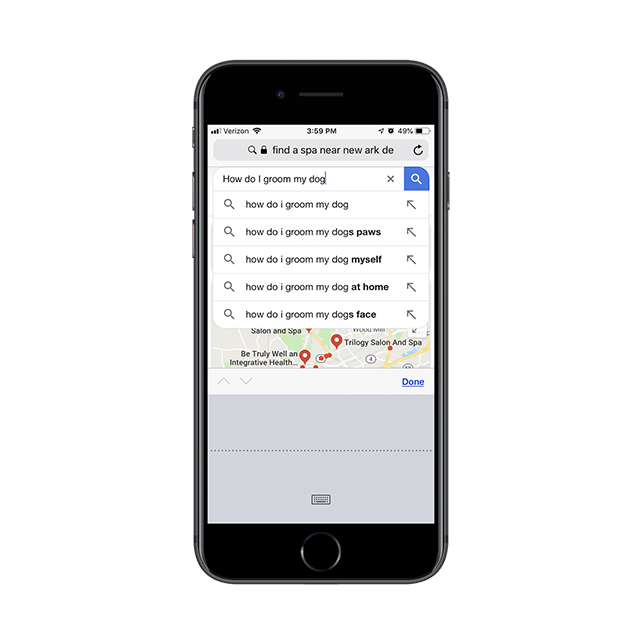 Verizon 3:59 PM 49%
find a spa near new ark de
How do I groom my dog
how do i groom my dog
how do i groom my dogs paws
how do i groom my dog myself
how do i groom my dog at home
how do i groom my dogs face
Wood Mill
Salon and Spa
Trilogy Salon And Spa
Be Truly Well an
Integrative Health...
4
Done